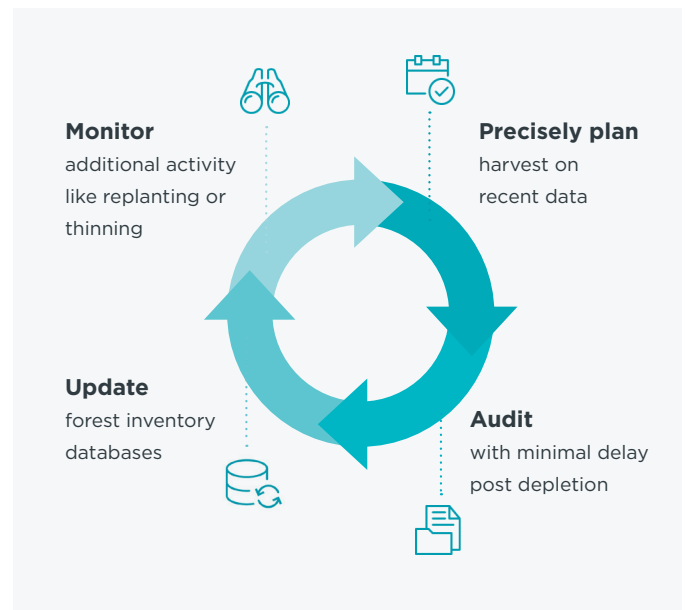 Monitor
additional activity
like replanting or
thinning
Precisely plan
harvest on
recent data
Update
forest inventory
databases
Audit
with minimal delay
post depletion